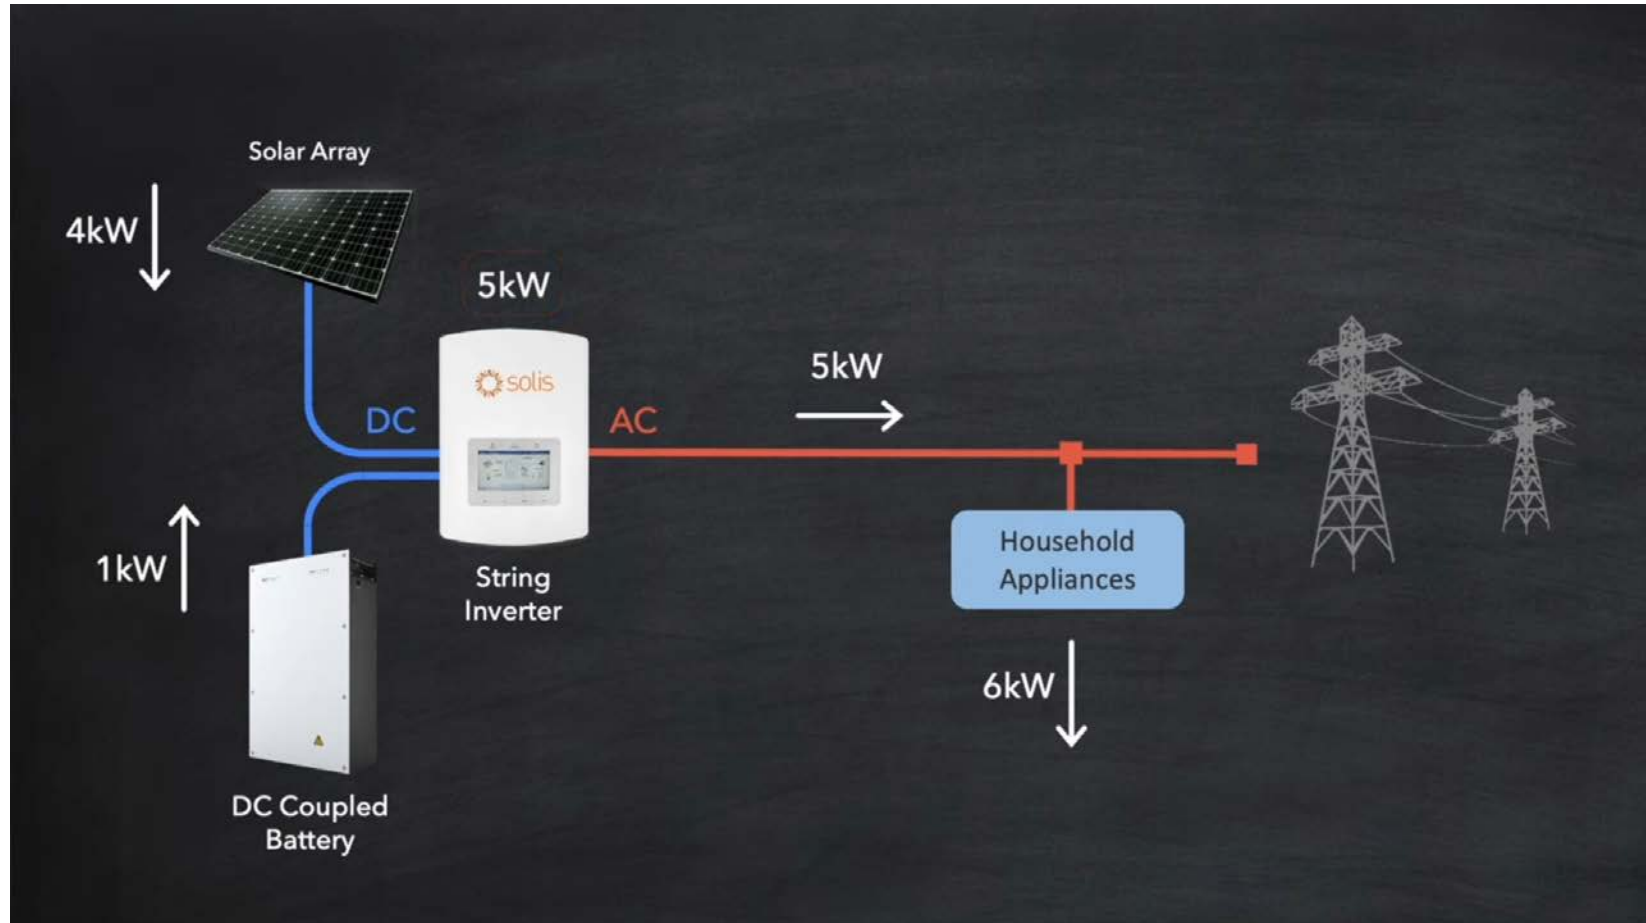 Solar Array
4kW
5kW
solis
DC
AC
5kW
1kW
String
Inverter
Household
Appliances
6kW
DC Coupled
Battery